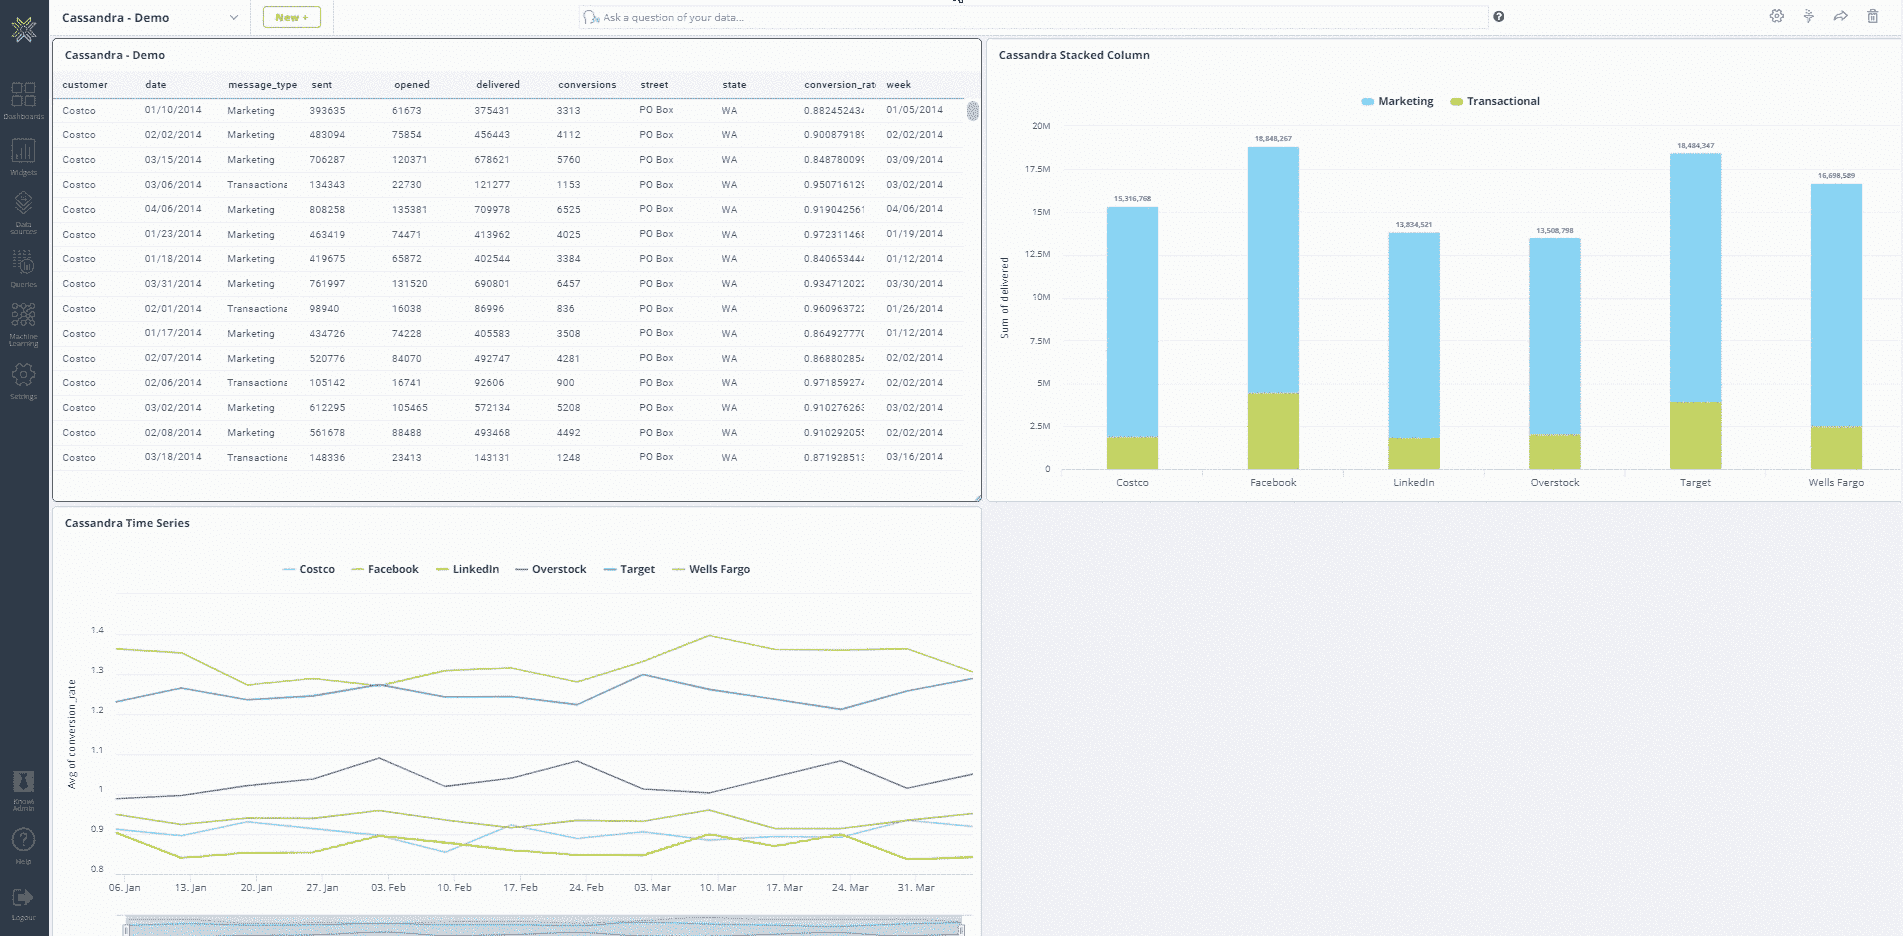 Cassandra - Demo
New +
Ask a question of your data...
Dashboards
Widgets
Data
sources
Queries
Machine
Learning
Settings
Knowi
Admin
Help
Logout
Cassandra - Demo
customer date message_type sent opened delivered conversions street state conversion_rat week
Costco 01/10/2014 Marketing 393635 61673 375431 3313 PO Box WA 0.882452434 01/05/2014
Costco 02/02/2014 Marketing 483094 75854 456443 4112 PO Box WA 0.900879189 02/02/2014
Costco 03/15/2014 Marketing 706287 120371 678621 5760 PO Box WA 0.848780099 03/09/2014
Costco 03/06/2014 Transactiona 134343 22730 121277 1153 PO Box WA 0.950716129 03/02/2014
Costco 04/06/2014 Marketing 808258 135381 709978 6525 PO Box WA 0.919042561 04/06/2014
Costco 01/23/2014 Marketing 463419 74471 413962 4025 PO Box WA 0.972311468 01/19/2014
Costco 01/18/2014 Marketing 419675 65872 402544 3384 PO Box WA 0.840653444 01/12/2014
Costco 03/31/2014 Marketing 761997 131520 690801 6457 PO Box WA 0.934712022 03/30/2014
Costco 02/01/2014 Transactiona 98940 16038 86996 836 PO Box WA 0.960963722 01/26/2014
Costco 01/17/2014 Marketing 434726 74228 405583 3508 PO Box WA 0.864927770 01/12/2014
Costco 02/07/2014 Marketing 520776 84070 492747 4281 PO Box WA 0.868802854 02/02/2014
Costco 02/06/2014 Transactiona 105142 16741 92606 900 PO Box WA 0.971859274 02/02/2014
Costco 03/02/2014 Marketing 612295 105465 572134 5208 PO Box WA 0.910276263 03/02/2014
Costco 02/08/2014 Marketing 561678 88488 493468 4492 PO Box WA 0.910292055 02/02/2014
Costco 03/18/2014 Transactiona 148336 23413 143131 1248 PO Box WA 0.871928513 03/16/2014
Cassandra Stacked Column
Marketing Transactional
Sum of delivered
20M
17.5M
15M
12.5M
10M
7.5M
5M
2.5M
0
15,316,768
18,848,267
13,834,521
13,508,798
18,484,347
16,698,589
Costco Facebook LinkedIn Overstock Target Wells Fargo
Cassandra Time Series
Costco Facebook LinkedIn Overstock Target Wells Fargo
Avg of conversion_rate
1.4
1.3
1.2
1.1
1
0.9
0.8
06. Jan 13. Jan 20. Jan 27. Jan 03. Feb 10. Feb 17. Feb 24. Feb 03. Mar 10. Mar 17. Mar 24. Mar 31. Mar